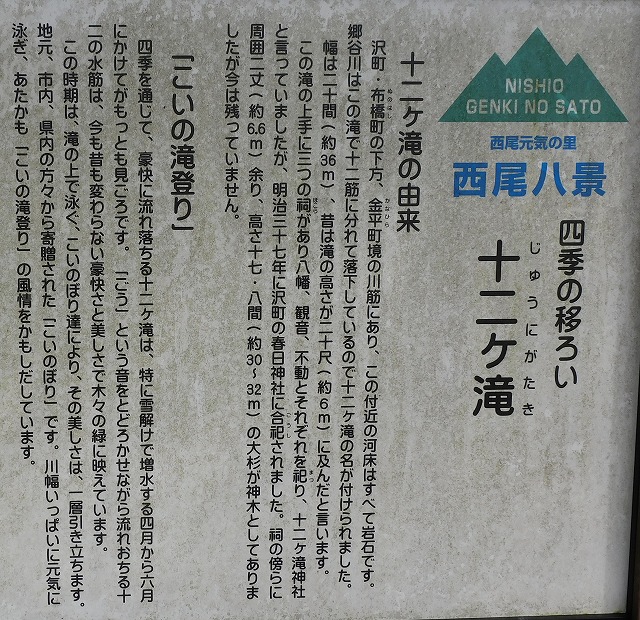 NISHIO
GENKI NO SATO
西尾元気の里
西尾八景
四季の移ろい
じゅうにがたき
十二ヶ滝
十二ヶ滝の由来
沢町・布橋町の下方、金平町境の川筋にあり、この付近の河床はすべて岩石です。
郷谷川はこの滝で十二筋に分れて落下しているので十二ヶ滝の名が付けられました。
幅は二十間（約36m）、昔は滝の高さが二十尺（約6m）に及んだと言います。
この滝の上手に三つの祠があり八幡、観音、不動とそれぞれを祀り、十二ヶ滝神社
と言っていましたが、明治三十七年に沢町の春日神社に合祀されました。祠の傍らに
周囲二丈（約6.6m）余り、高さ十七・八間（約30～32m）の大杉が神木としてありま
したが今は残っていません。
「こいの滝登り」
四季を通じて、豪快に流れ落ちる十二ヶ滝は、特に雪解けで増水する四月から六月
にかけてがもっとも見ごろです。「ごう」という音をとどろかせながら流れおちる十
二の水筋は、今も昔も変わらない豪快さと美しさで木々の緑に映えています。
この時期は、滝の上で泳ぐ、こいのぼり達により、その美しさは、一層引き立ちます。
地元、市内、県内の方々から寄贈された「こいのぼり」です。川幅いっぱいに元気に
泳ぎ、あたかも「こいの滝登り」の風情をかもしだしています。